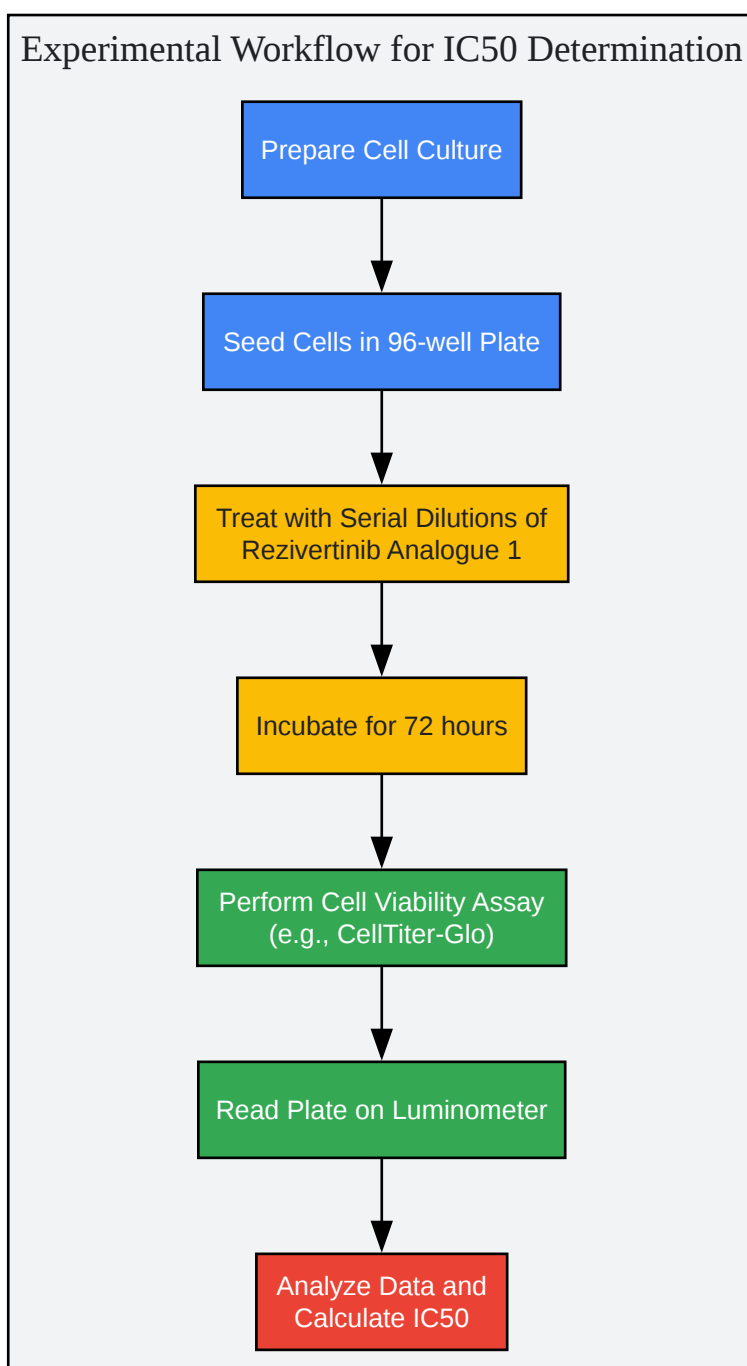 Experimental Workflow for IC50 Determination
Prepare Cell Culture
Seed Cells in 96-well Plate
Treat with Serial Dilutions of
Rezivertinib Analogue 1
Incubate for 72 hours
Perform Cell Viability Assay
(e.g., CellTiter-Glo)
Read Plate on Luminometer
Analyze Data and
Calculate IC50